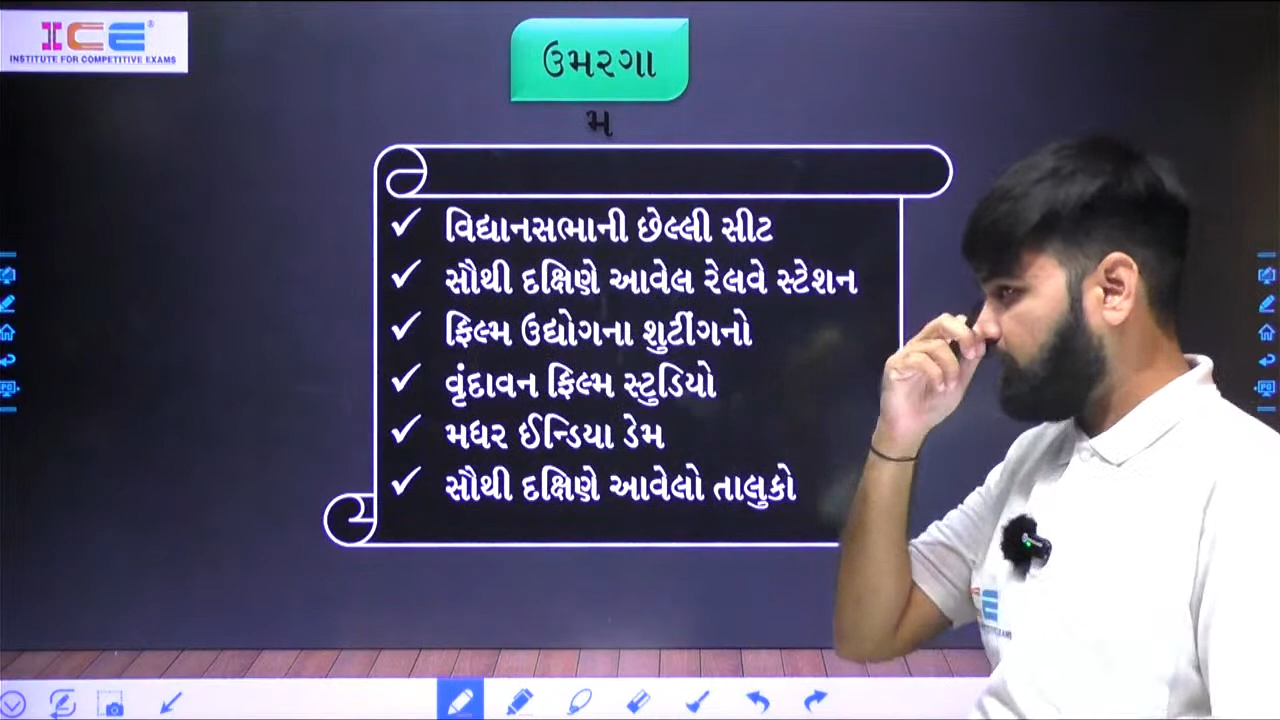 ICE®
INSTITUTE FOR COMPETITIVE EXAMS
ઉમરગા
મ
✓ વિદ્યાનસભાની છેલ્લી સીટ
✓ સૌથી દક્ષિણે આવેલ રેલવે સ્ટેશન
✓ ફિલ્મ ઉદ્યોગના શુટીંગનો
✓ વૃંદાવન ફિલ્મ સ્ટુડિયો
✓ મધર ઈન્ડિયા ડેમ
✓ સૌથી દક્ષિણે આવેલો તાલુકો